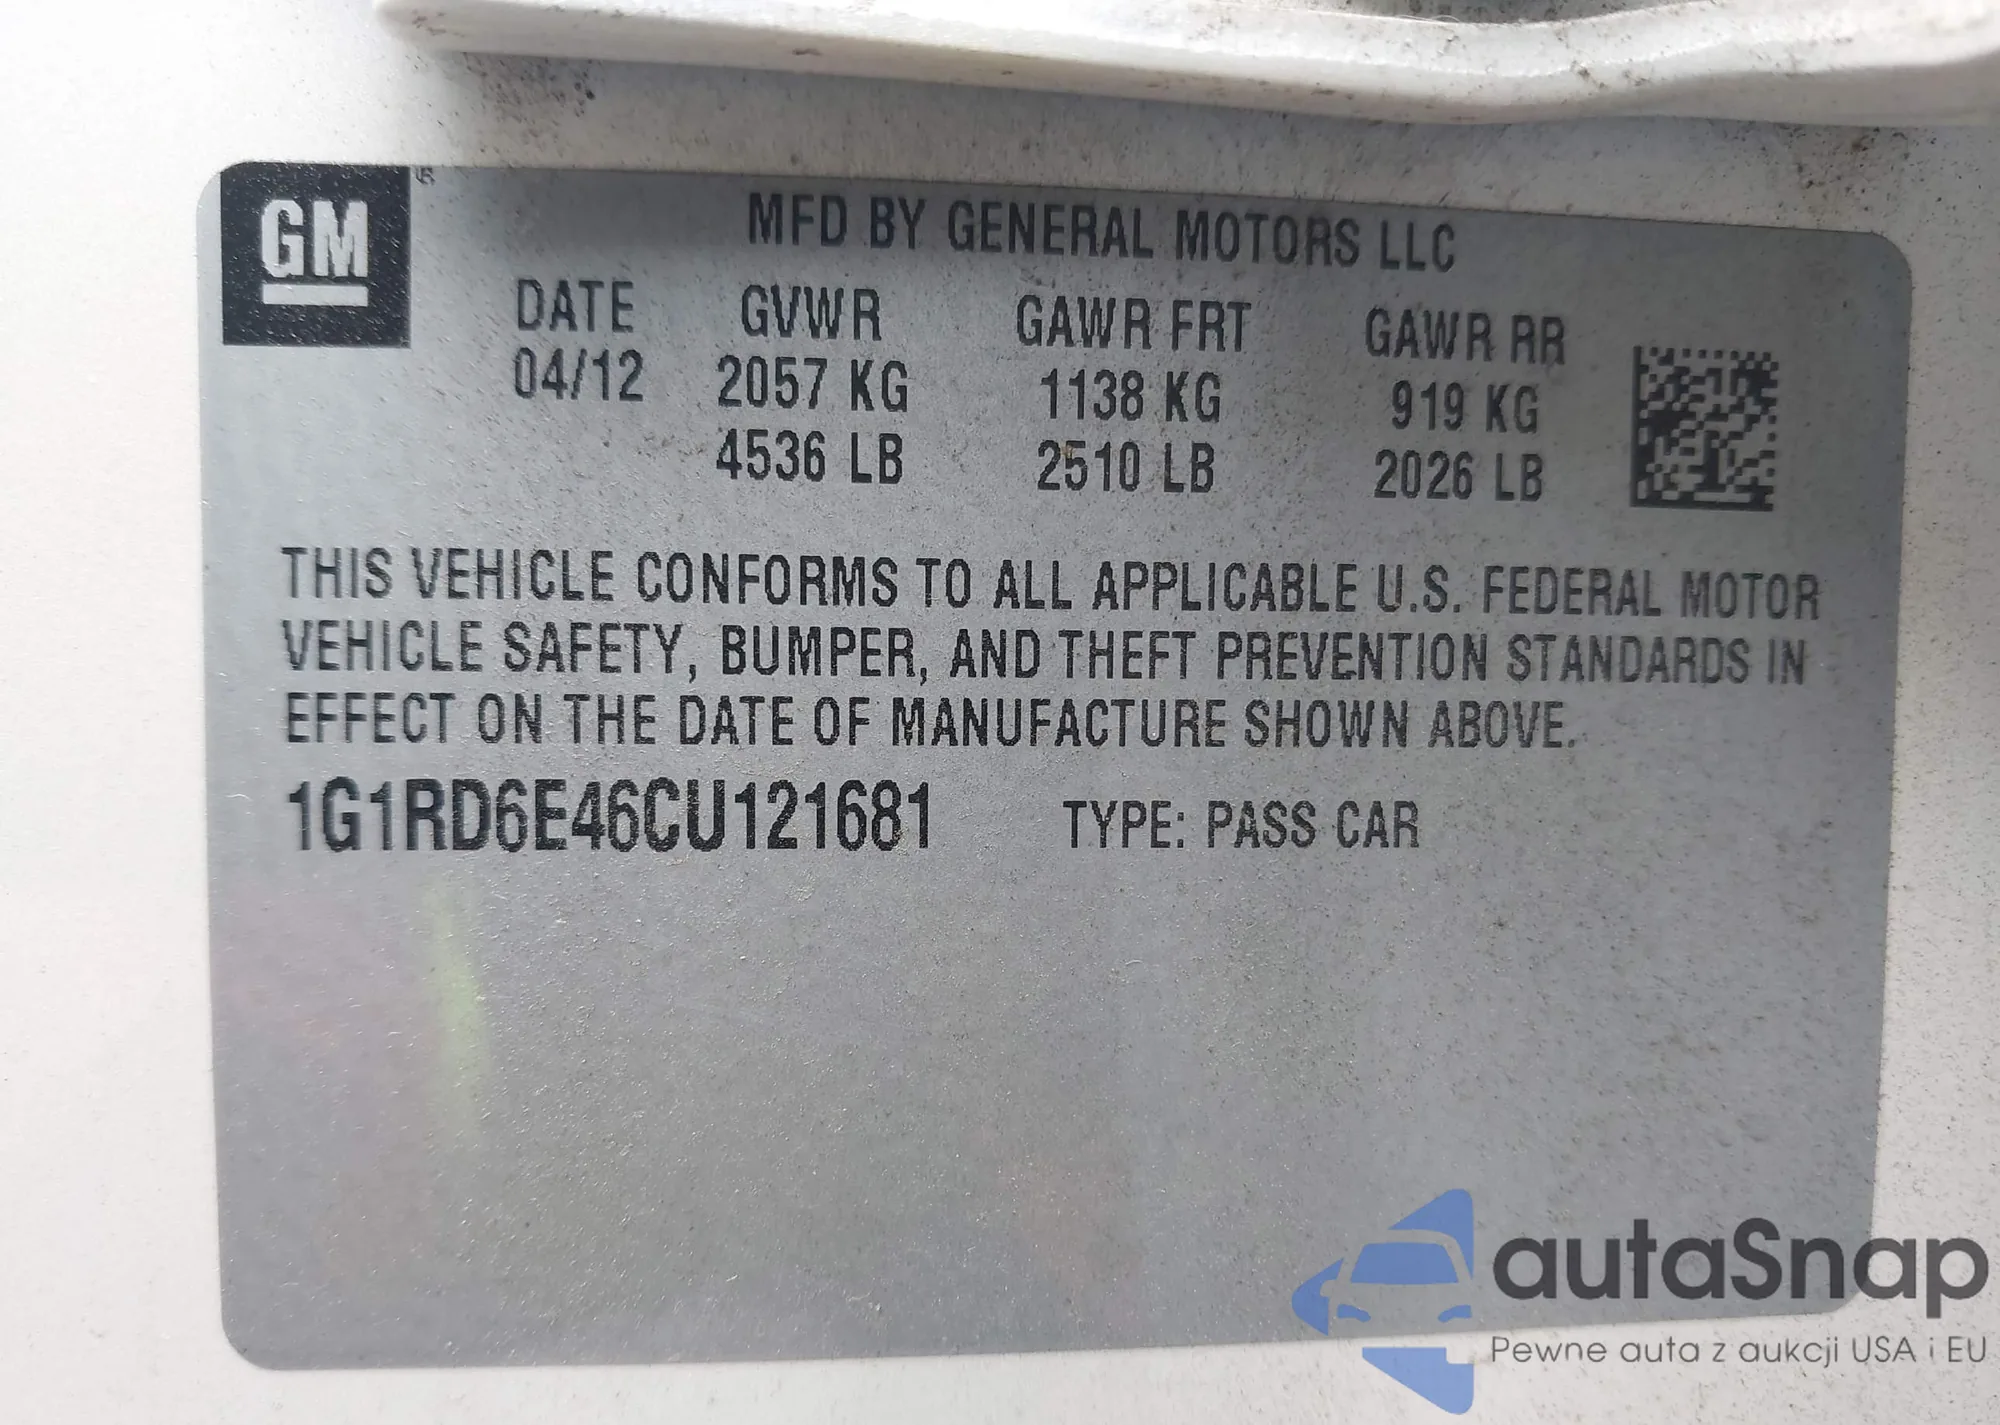 GM
MFD BY GENERAL MOTORS LLC
DATE GVWR GAWR FRT GAWR RR
04/12 2057 KG 1138 KG 919 KG
4536 LB 2510 LB 2026 LB
THIS VEHICLE CONFORMS TO ALL APPLICABLE U.S. FEDERAL MOTOR
VEHICLE SAFETY, BUMPER, AND THEFT PREVENTION STANDARDS IN
EFFECT ON THE DATE OF MANUFACTURE SHOWN ABOVE.
1G1RD6E46CU121681 TYPE: PASS CAR
autaSnap
Pewne auta z aukcji USA i EU